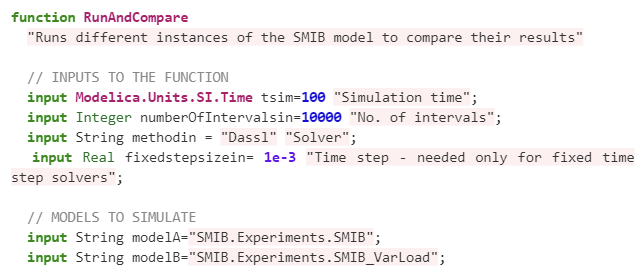 function RunAndCompare
"Runs different instances of the SMIB model to compare their results"
// INPUTS TO THE FUNCTION
input Modelica.Units.SI.Time tsim=100 "Simulation time";
input Integer numberOfIntervalsin=10000 "No. of intervals";
input String methodin = "Dassl" "Solver";
input Real fixedstepsizein= 1e-3 "Time step - needed only for fixed time
step solvers";
// MODELS TO SIMULATE
input String modelA="SMIB.Experiments.SMIB";
input String modelB="SMIB.Experiments.SMIB_VarLoad";